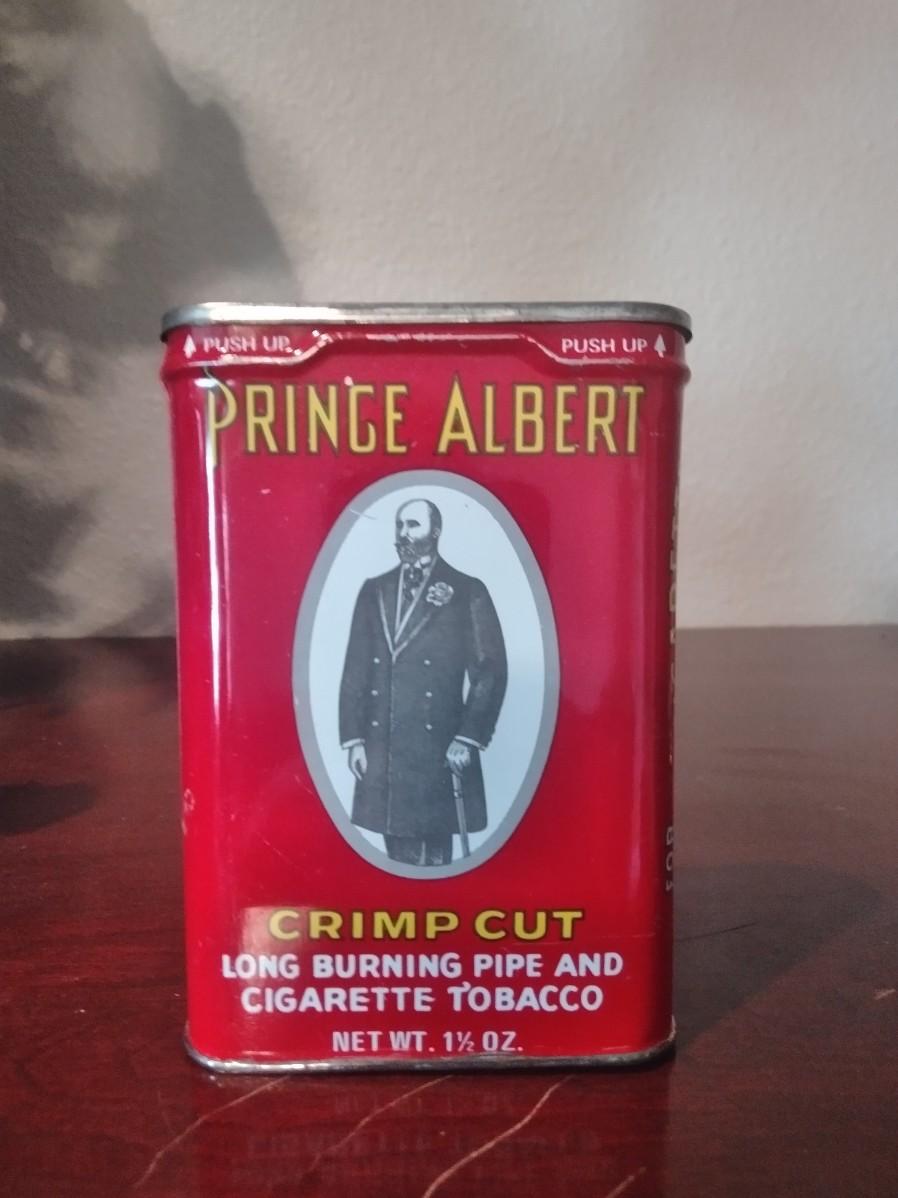 PUSH UP PUSH UP
PRINCE ALBERT
CRIMP CUT
LONG BURNING PIPE AND
CIGARETTE TOBACCO
NET WT. 1½ OZ.